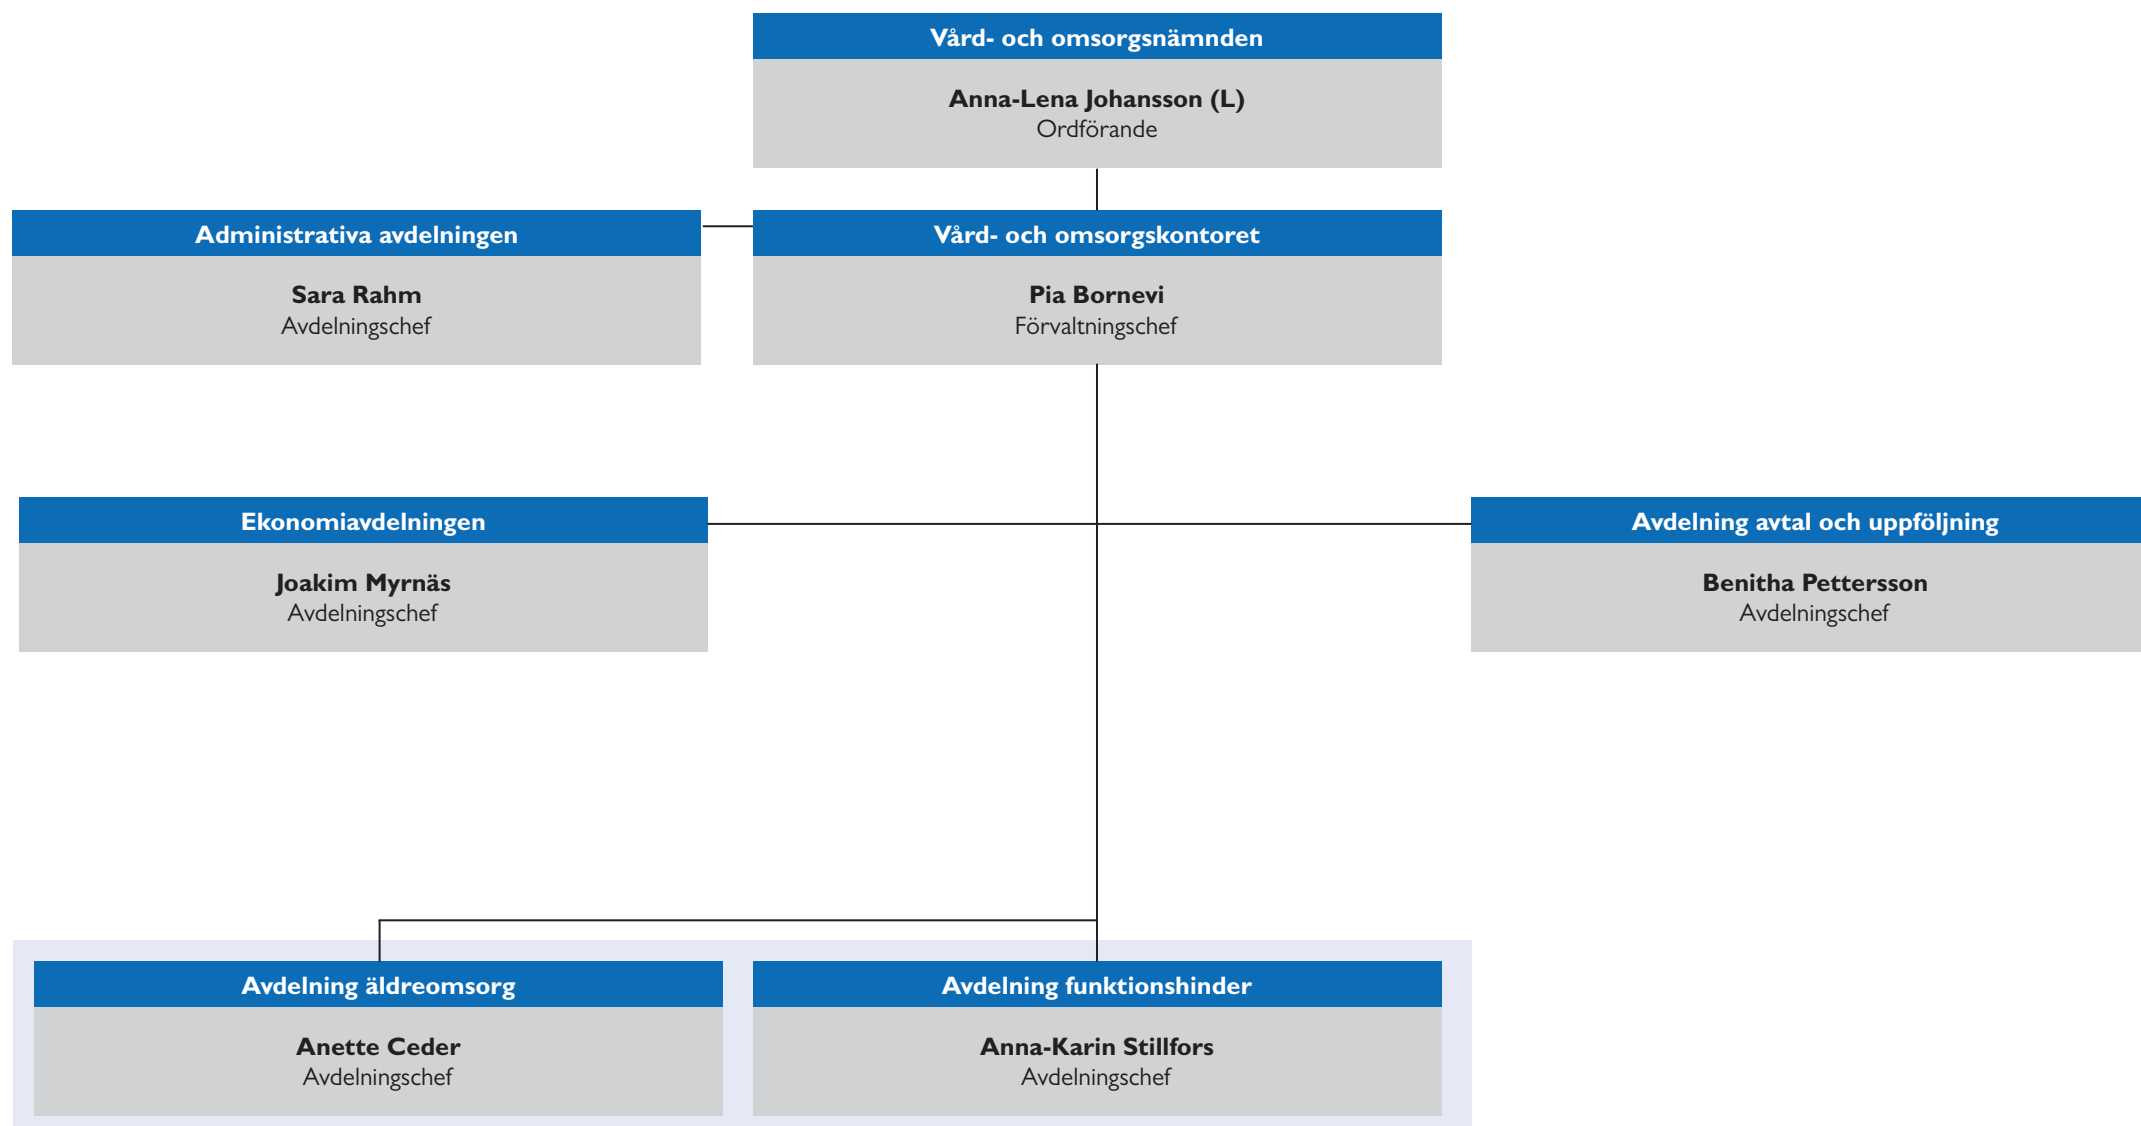 Vård- och omsorgsnämnden
Anna-Lena Johansson (L)
Ordförande
Administrativa avdelningen
Sara Rahm
Avdelningschef
Vård- och omsorgskontoret
Pia Bornevi
Förvaltningschef
Ekonomiavdelningen
Joakim Myrnäs
Avdelningschef
Avdelning avtal och uppföljning
Benitha Pettersson
Avdelningschef
Avdelning äldreomsorg
Anette Ceder
Avdelningschef
Avdelning funktionshinder
Anna-Karin Stillfors
Avdelningschef